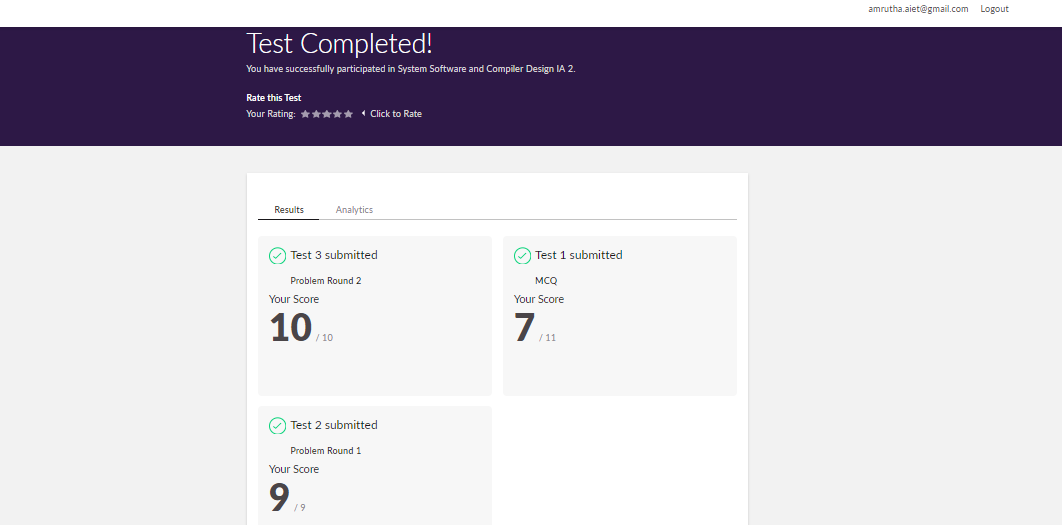 amrutha.aiet@gmail.com Logout
Test Completed!
You have successfully participated in System Software and Compiler Design IA 2.
Rate this Test
Your Rating: Click to Rate
Results Analytics
Test 3 submitted
Problem Round 2
Your Score
10 / 10
Test 1 submitted
MCQ
Your Score
7 / 11
Test 2 submitted
Problem Round 1
Your Score
9 / 9